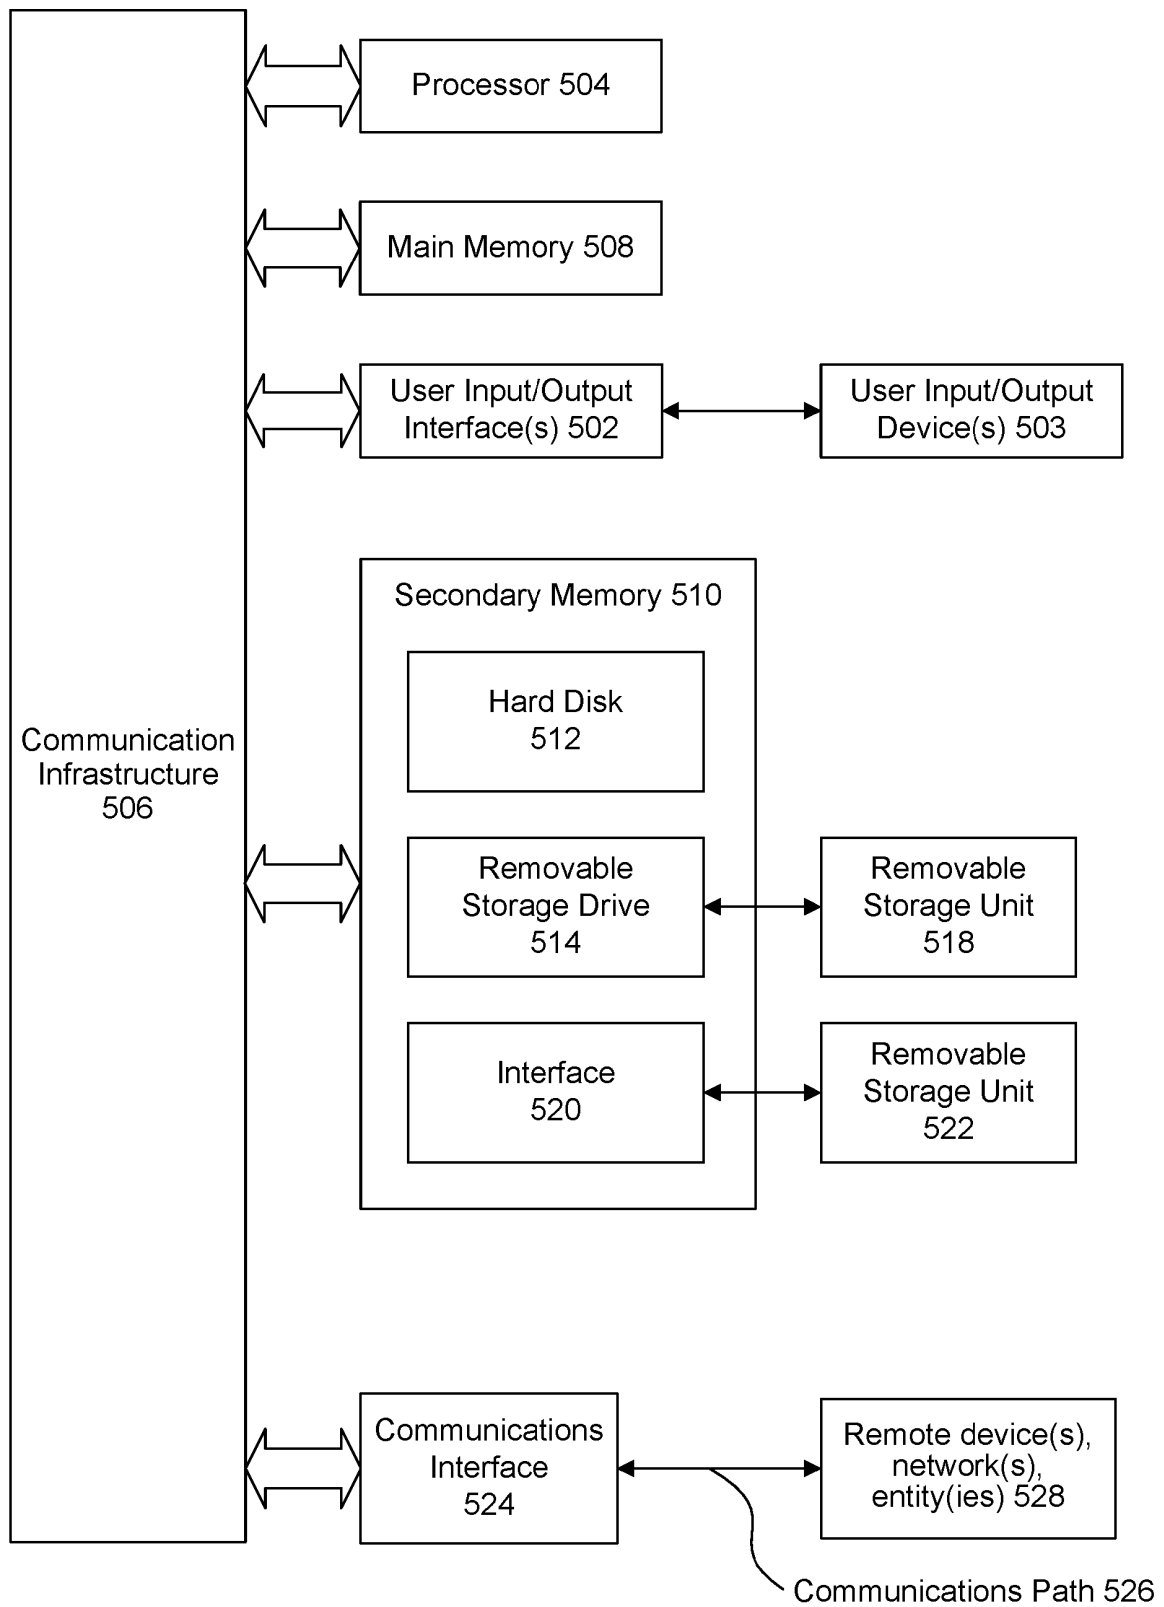 Processor 504
Main Memory 508
User Input/Output
Interface(s) 502
User Input/Output
Device(s) 503
Secondary Memory 510
Hard Disk
512
Communication
Infrastructure
506
Removable
Storage Drive
514
Removable
Storage Unit
518
Interface
520
Removable
Storage Unit
522
Communications
Interface
524
Remote device(s),
network(s),
entity(ies) 528
Communications Path 526